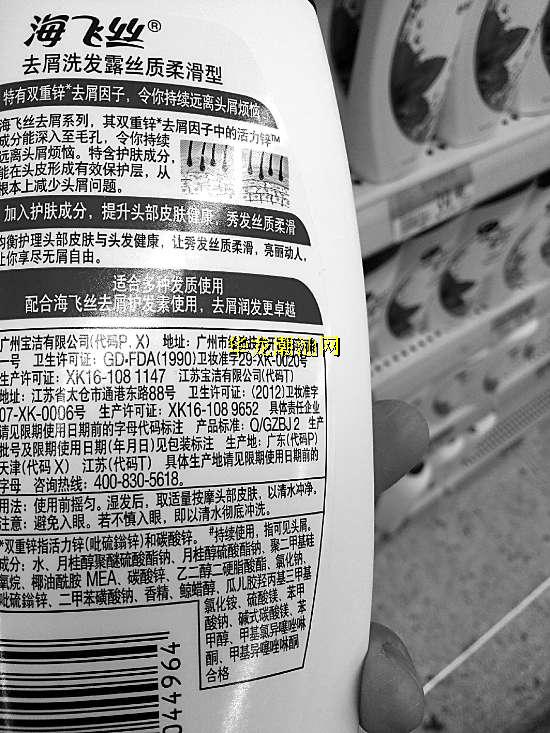 海飞丝®
去屑洗发露丝质柔滑型
特有双重锌*去屑因子，令你持续远离头屑烦恼
海飞丝去屑系列，其双重锌*去屑因子中的活力锌™
成分能深入至毛孔，令你持续
远离头屑烦恼。特含护肤成分，
能在头皮形成有效保护层，从
根本上减少头屑问题。
加入护肤成分，提升头部皮肤健康 秀发丝质柔滑
均衡护理头部皮肤与头发健康，让秀发丝质柔滑，亮丽动人，
让你享尽无屑自由。
适合多种发质使用
配合海飞丝去屑护发素使用，去屑润发更卓越
广州宝洁有限公司(代码P, X) 地址：广州市
华龙潮涌网
一号 卫生许可证：GD·FDA(1990)卫妆准字29-XK-0020号
生产许可证：XK16-108 1147 江苏宝洁有限公司(代码T)
地址：江苏省太仓市通港东路88号 卫生许可证：(2012)卫妆准字
07-XK-0006号 生产许可证：XK16-108 9652 具体责任企业
请见限期使用日期前的字母代码标注 产品标准：Q/GZBJ 2 生产
批号及限期使用日期(年月日)见包装标注 生产地：广东(代码P)
天津(代码X) 江苏(代码T) 具体生产地请见限期使用日期前的
字母 咨询热线：400-830-5618。
用法：使用前摇匀。湿发后，取适量按摩头部皮肤，以清水冲净。
注意：避免入眼。若不慎入眼，即以清水彻底冲洗。
*双重锌指活力锌(吡硫鎓锌)和碳酸锌。 #持续使用，指可见头屑。
成分：水、月桂醇聚醚硫酸酯钠、月桂醇硫酸酯钠、聚二甲基硅
氧烷、椰油酰胺 MEA、碳酸锌、乙二醇二硬脂酸酯、氯化钠、
吡硫鎓锌、二甲苯磺酸钠、香精、鲸蜡醇、瓜儿胶羟丙基三甲基
氯化铵、硫酸镁、苯甲
酸钠、碱式碳酸镁、苯
甲醇、甲基氯异噻唑啉
酮、甲基异噻唑啉酮
合格
044964